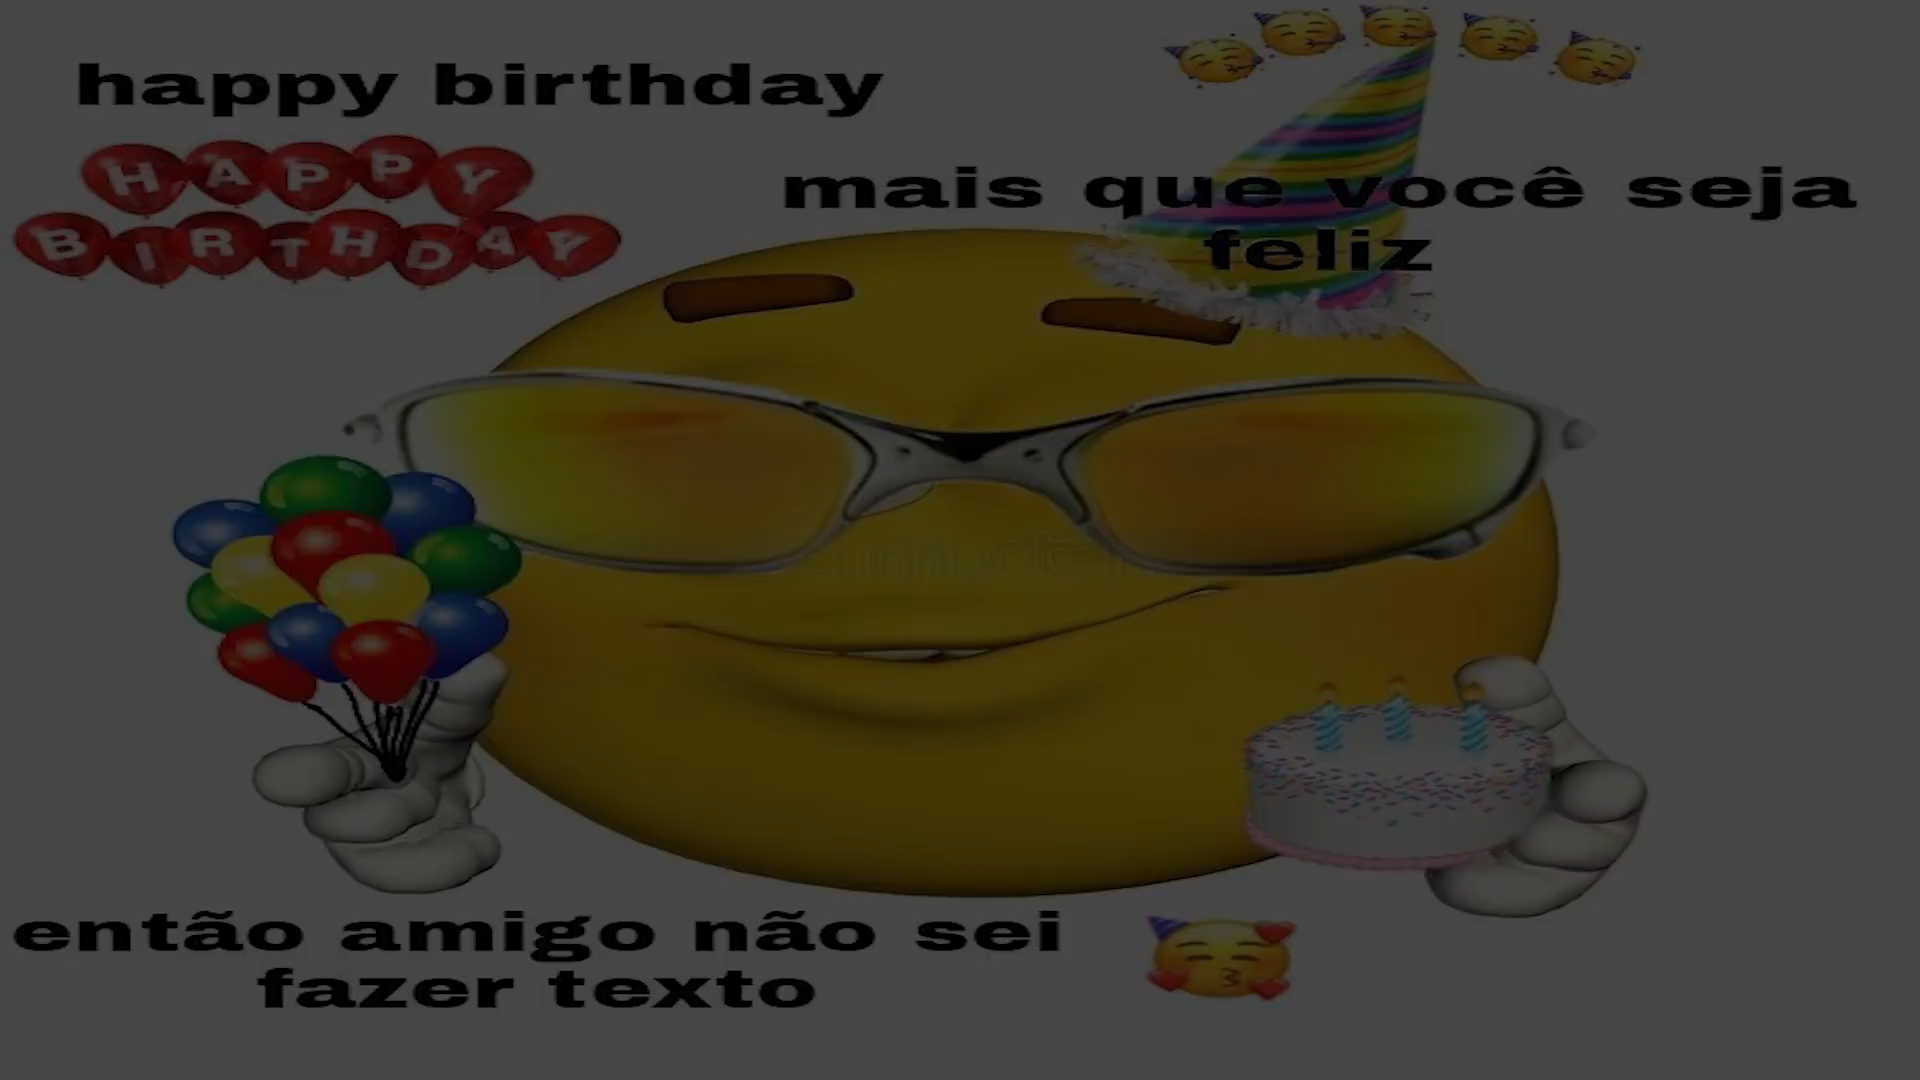 happy birthday
HAPPY
BIRTHDAY
mais que você seja
feliz
então amigo não sei
fazer texto